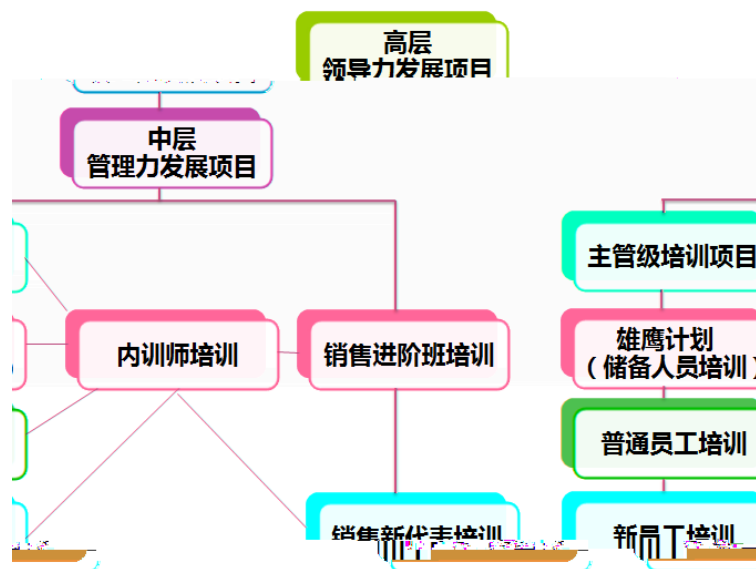 高层
领导力发展项目
中层
管理力发展项目
主管级培训项目
内训师培训
销售进阶班培训
雄鹰计划
（储备人员培训）
普通员工培训
销售新代表培训
新员工培训